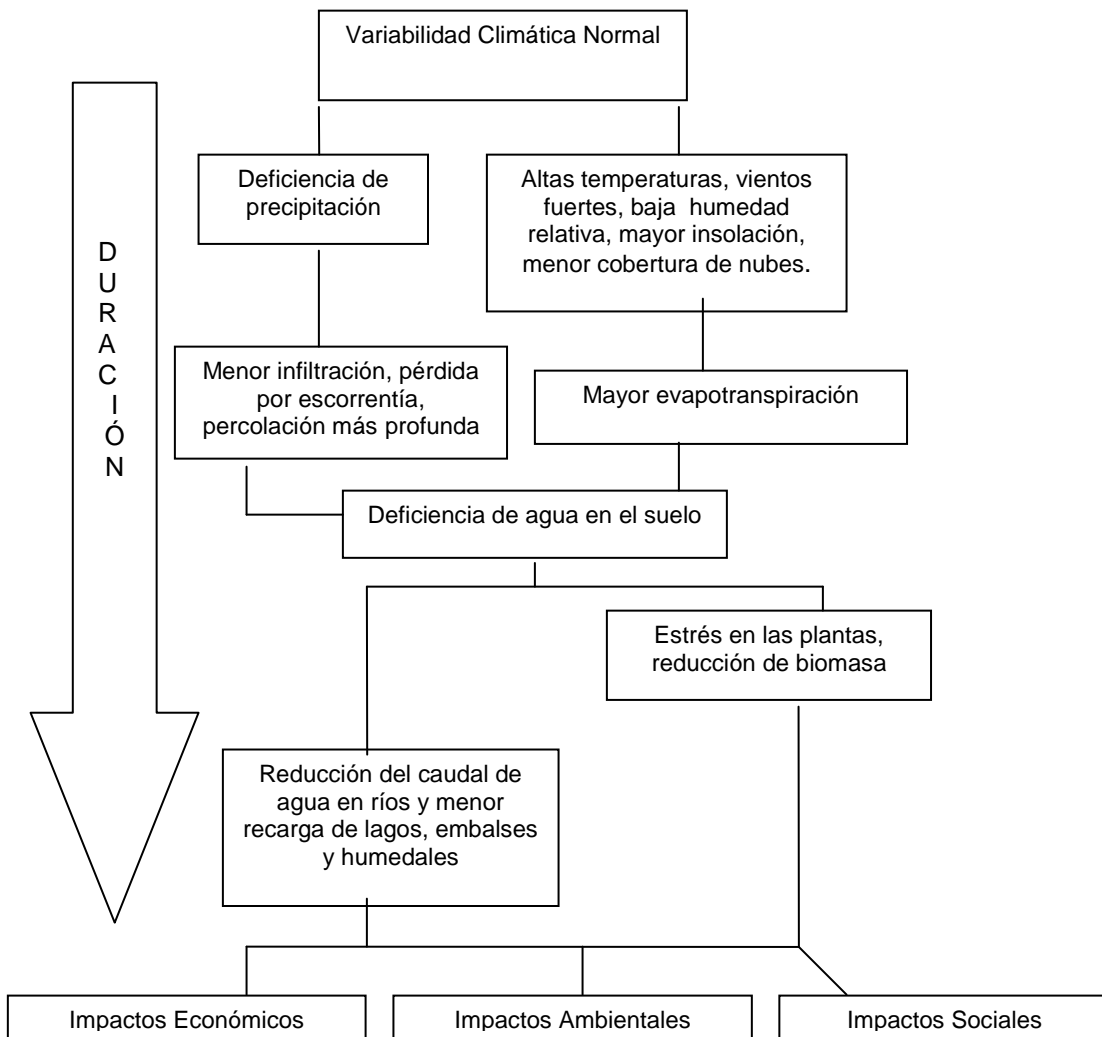 Variabilidad Climática Normal
Deficiencia de
precipitación
Altas temperaturas, vientos
fuertes, baja humedad
relativa, mayor insolación,
menor cobertura de nubes.
D
U
R
A
C
I
Ó
N
Menor infiltración, pérdida
por escorrentía,
percolación más profunda
Mayor evapotranspiración
Deficiencia de agua en el suelo
Estrés en las plantas,
reducción de biomasa
Reducción del caudal de
agua en ríos y menor
recarga de lagos, embalses
y humedales
Impactos Económicos
Impactos Ambientales
Impactos Sociales